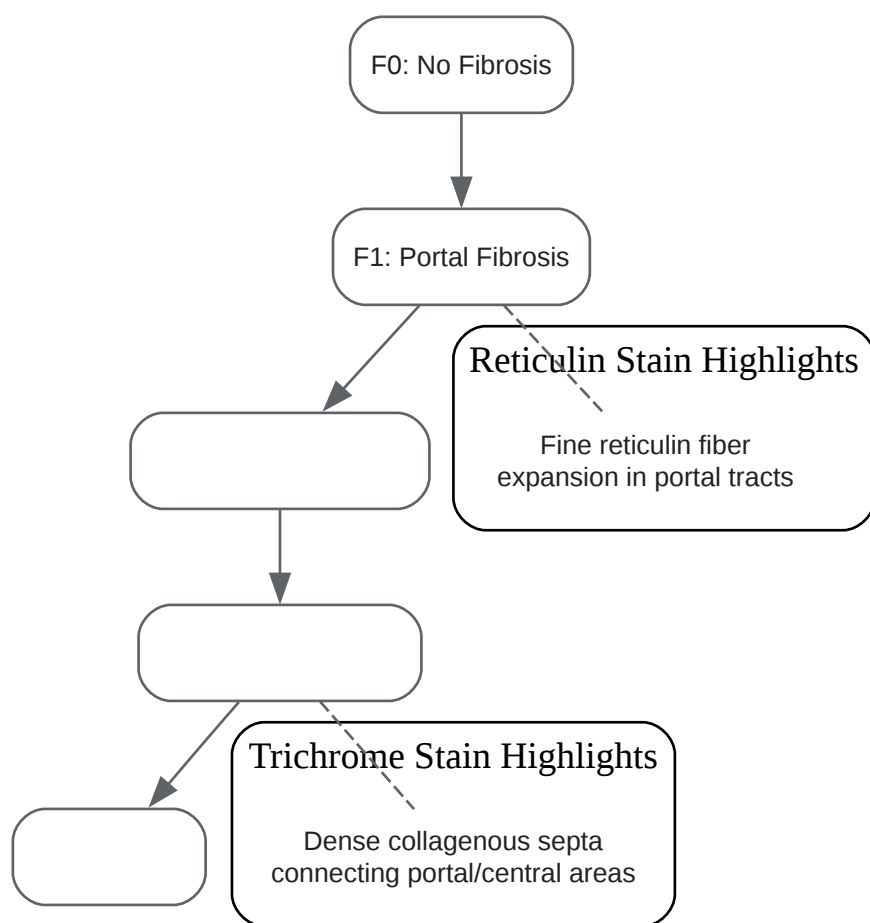 F0: No Fibrosis
F1: Portal Fibrosis
Reticulin Stain Highlights
Fine reticulin fiber
expansion in portal tracts
Trichrome Stain Highlights
Dense collagenous septa
connecting portal/central areas